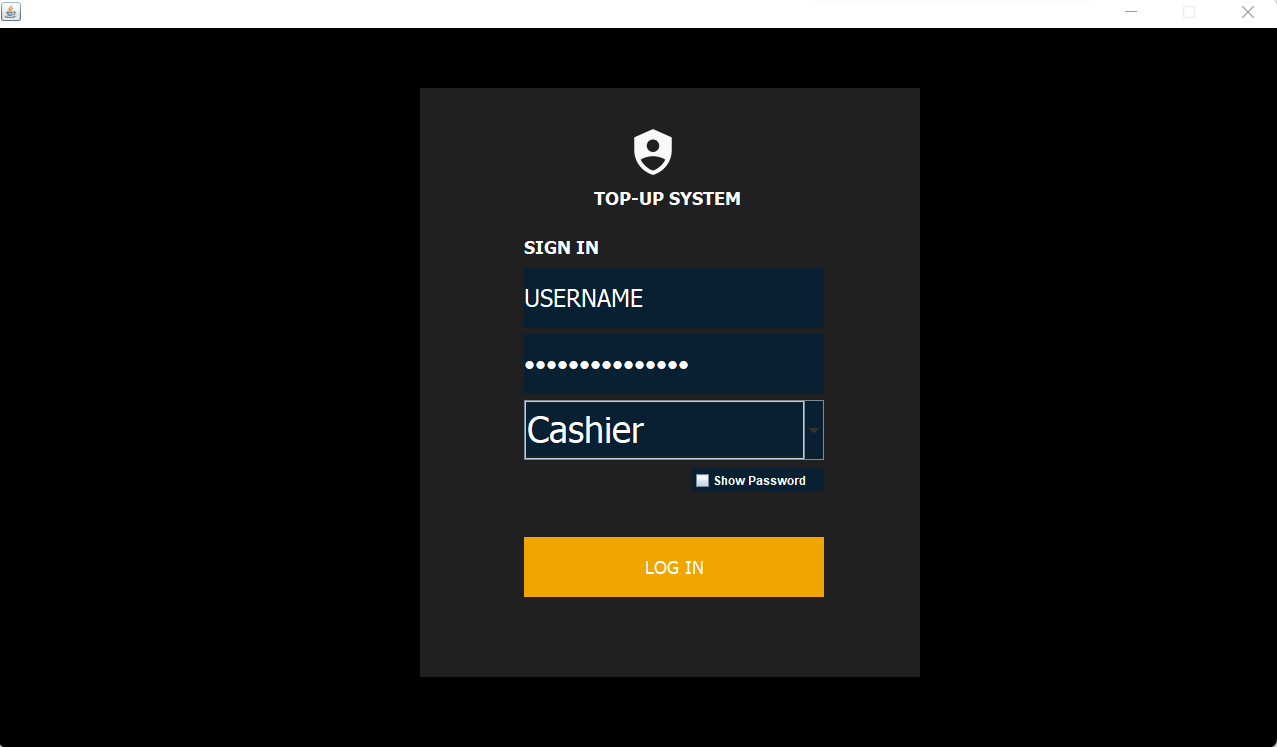 TOP-UP SYSTEM
SIGN IN
USERNAME
•••••••••••••••
Cashier
Show Password
LOG IN